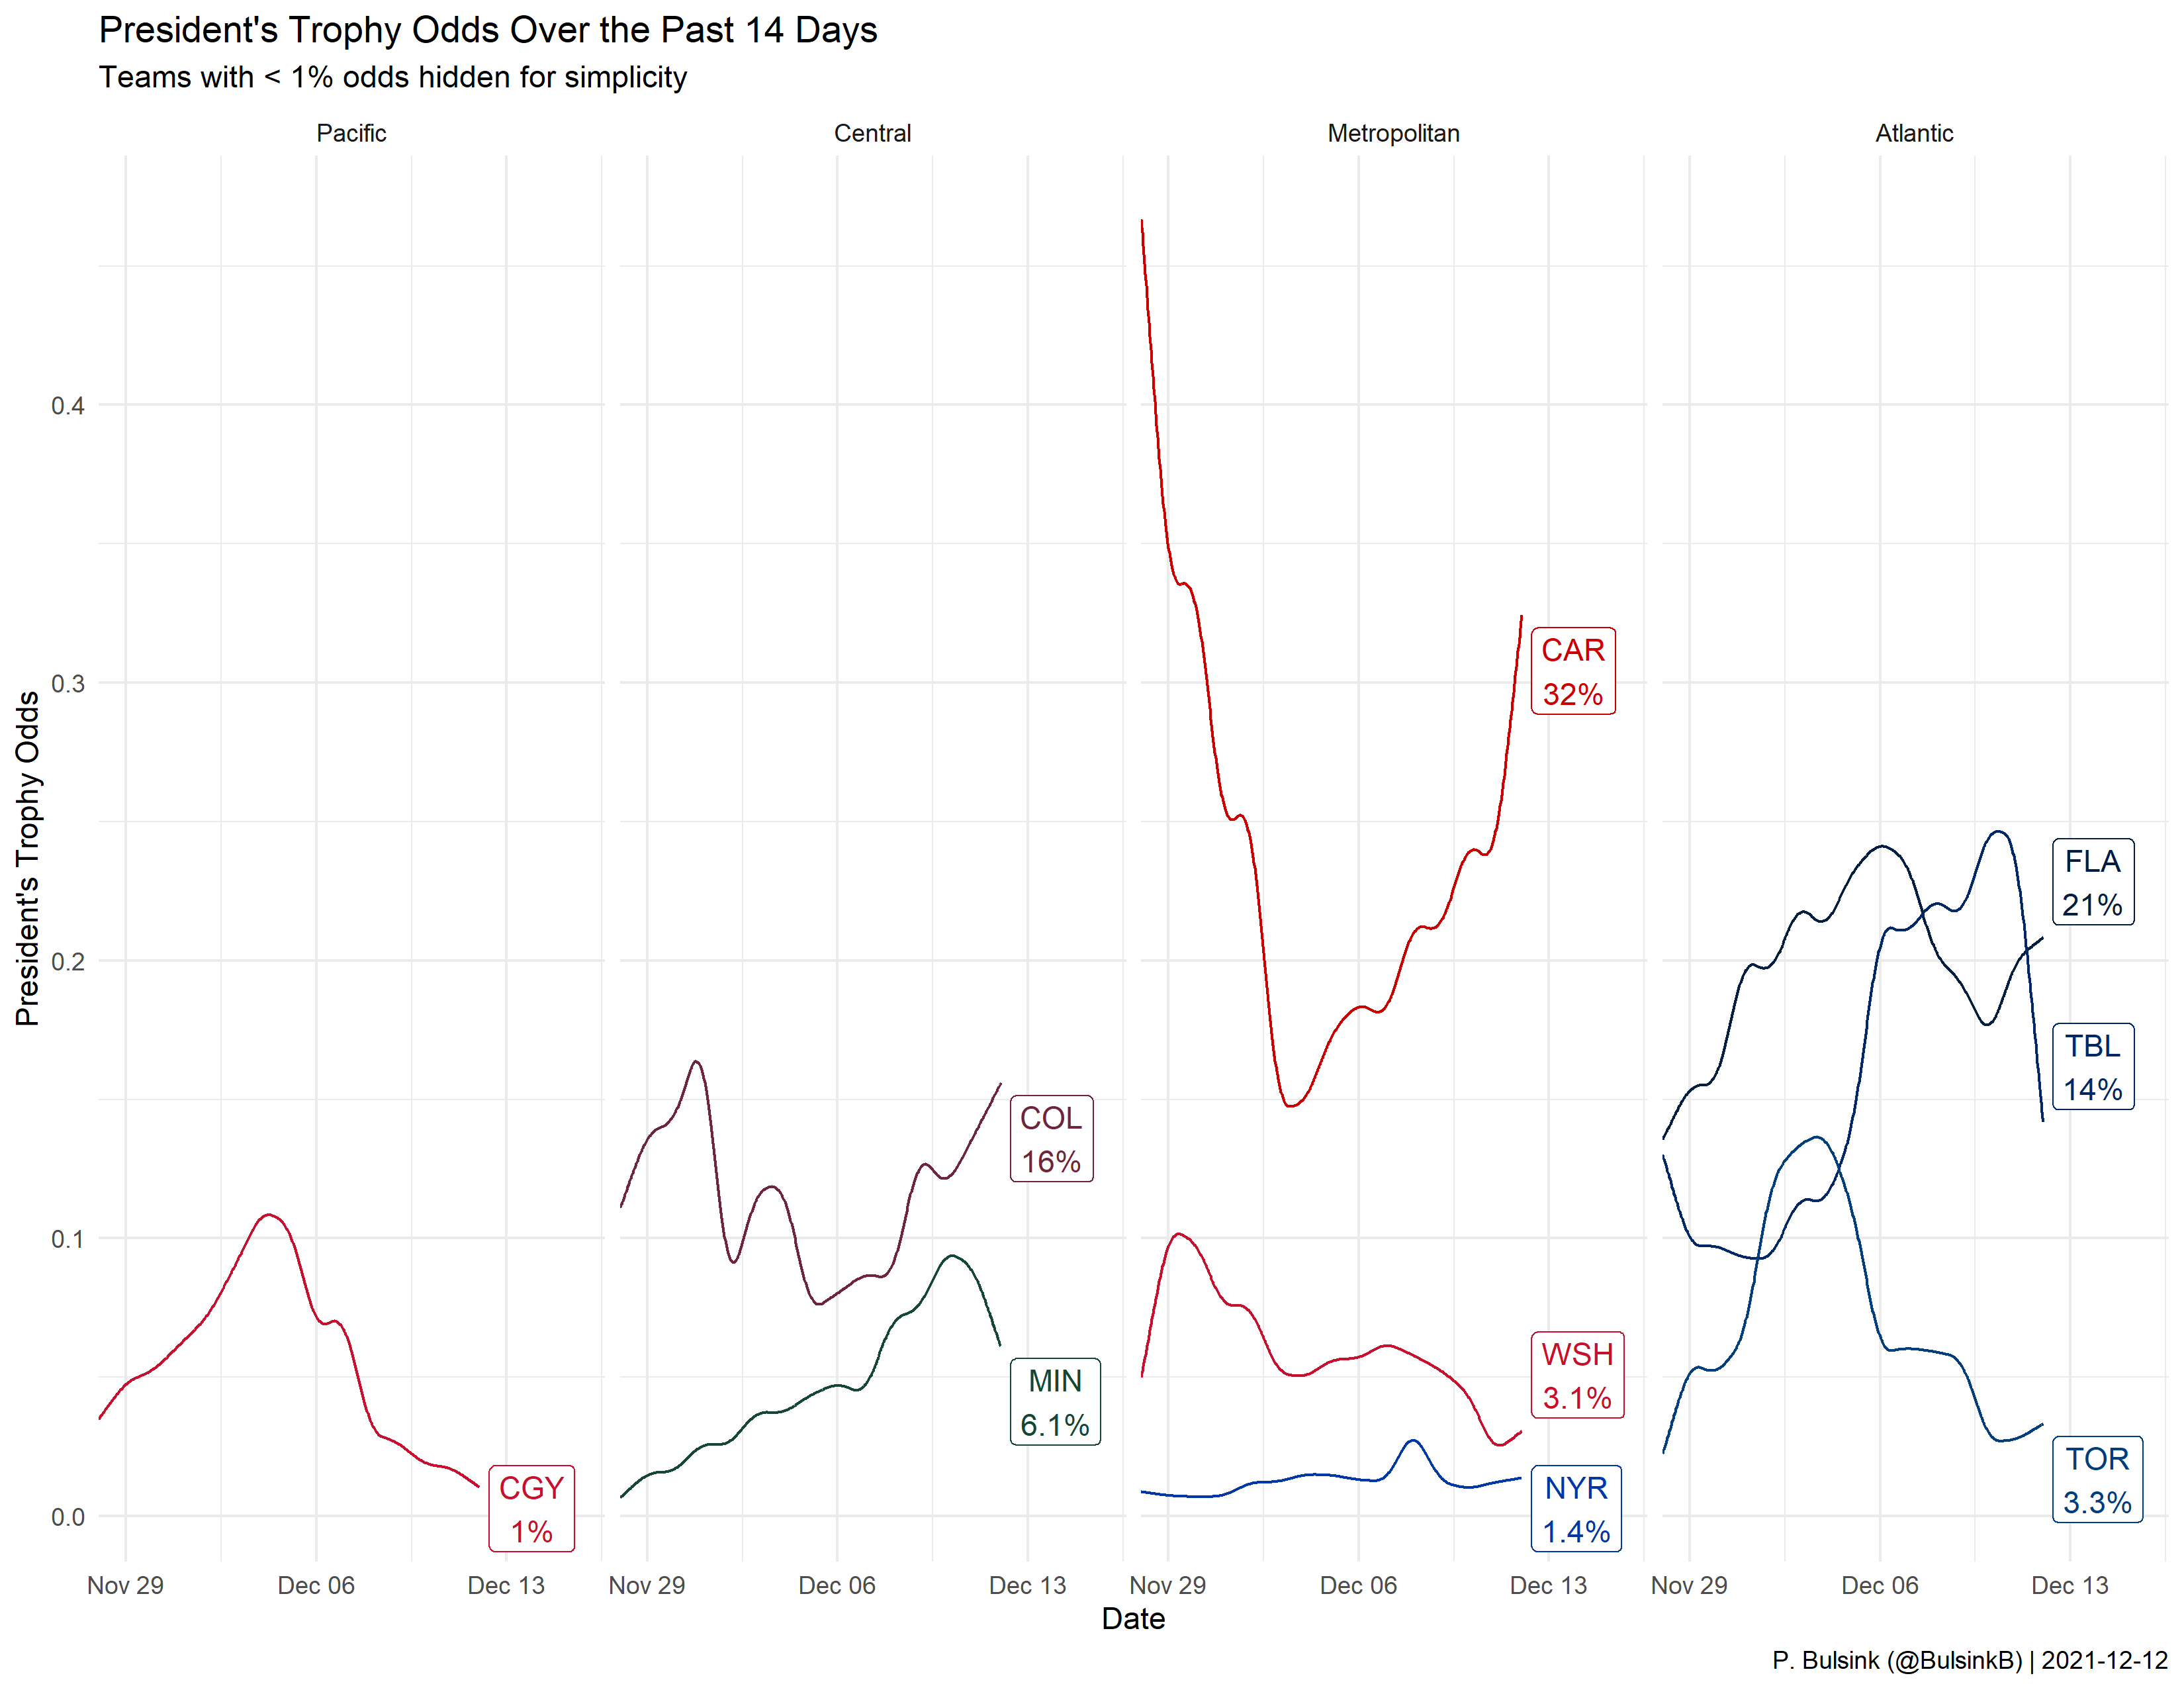 President's Trophy Odds Over the Past 14 Days
Teams with < 1% odds hidden for simplicity
Pacific
Central
Metropolitan
Atlantic
President's Trophy Odds
0.4
0.3
0.2
0.1
0.0
CAR
32%
FLA
21%
TBL
14%
COL
16%
WSH
3.1%
MIN
6.1%
TOR
3.3%
CGY
1%
NYR
1.4%
Nov 29 Dec 06 Dec 13
Nov 29 Dec 06 Dec 13
Nov 29 Dec 06 Dec 13
Nov 29 Dec 06 Dec 13
Date
P. Bulsink (@BulsinkB) | 2021-12-12